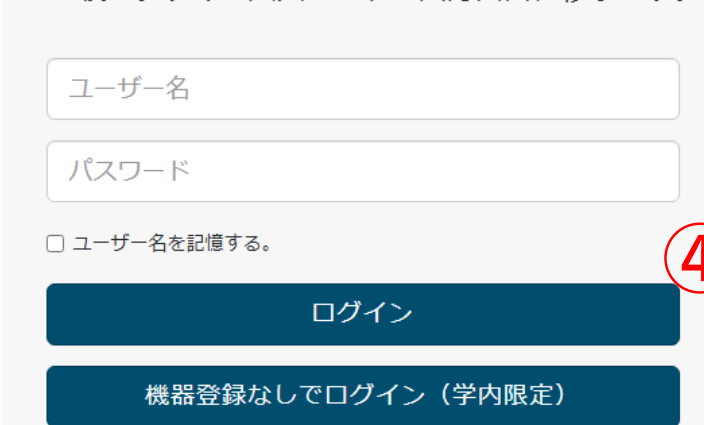 ユーザー名
パスワード
ユーザー名を記憶する。
④
ログイン
機器登録なしでログイン（学内限定）